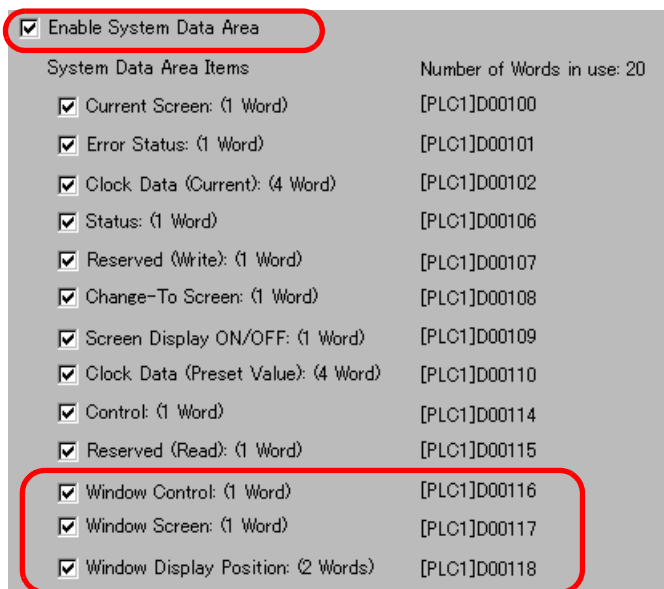 Enable System Data Area
System Data Area Items Number of Words in use: 20
Current Screen: (1 Word) [PLC1]D00100
Error Status: (1 Word) [PLC1]D00101
Clock Data (Current): (4 Word) [PLC1]D00102
Status: (1 Word) [PLC1]D00106
Reserved (Write): (1 Word) [PLC1]D00107
Change-To Screen: (1 Word) [PLC1]D00108
Screen Display ON/OFF: (1 Word) [PLC1]D00109
Clock Data (Preset Value): (4 Word) [PLC1]D00110
Control: (1 Word) [PLC1]D00114
Reserved (Read): (1 Word) [PLC1]D00115
Window Control: (1 Word) [PLC1]D00116
Window Screen: (1 Word) [PLC1]D00117
Window Display Position: (2 Words) [PLC1]D00118